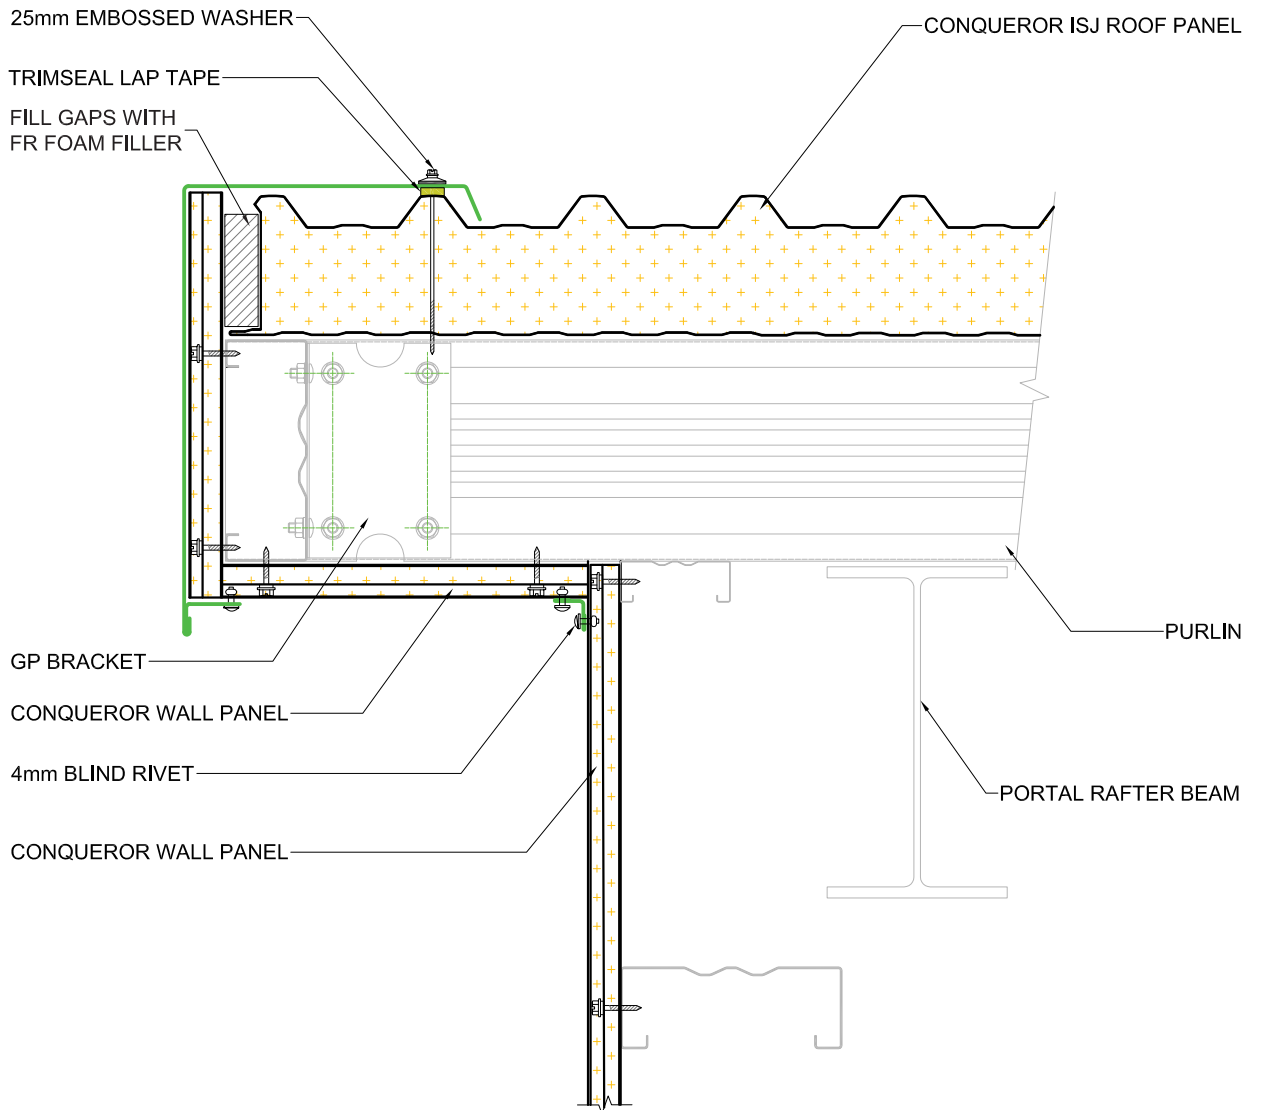 25mm EMBOSSED WASHER
CONQUEROR ISJ ROOF PANEL
TRIMSEAL LAP TAPE
FILL GAPS WITH
FR FOAM FILLER
PURLIN
GP BRACKET
CONQUEROR WALL PANEL
4mm BLIND RIVET
PORTAL RAFTER BEAM
CONQUEROR WALL PANEL